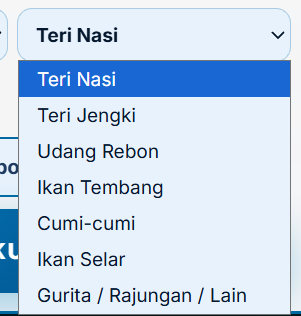 Teri Nasi
Teri Nasi
Teri Jengki
Udang Rebon
Ikan Tembang
Cumi-cumi
Ikan Selar
Gurita / Rajungan / Lain